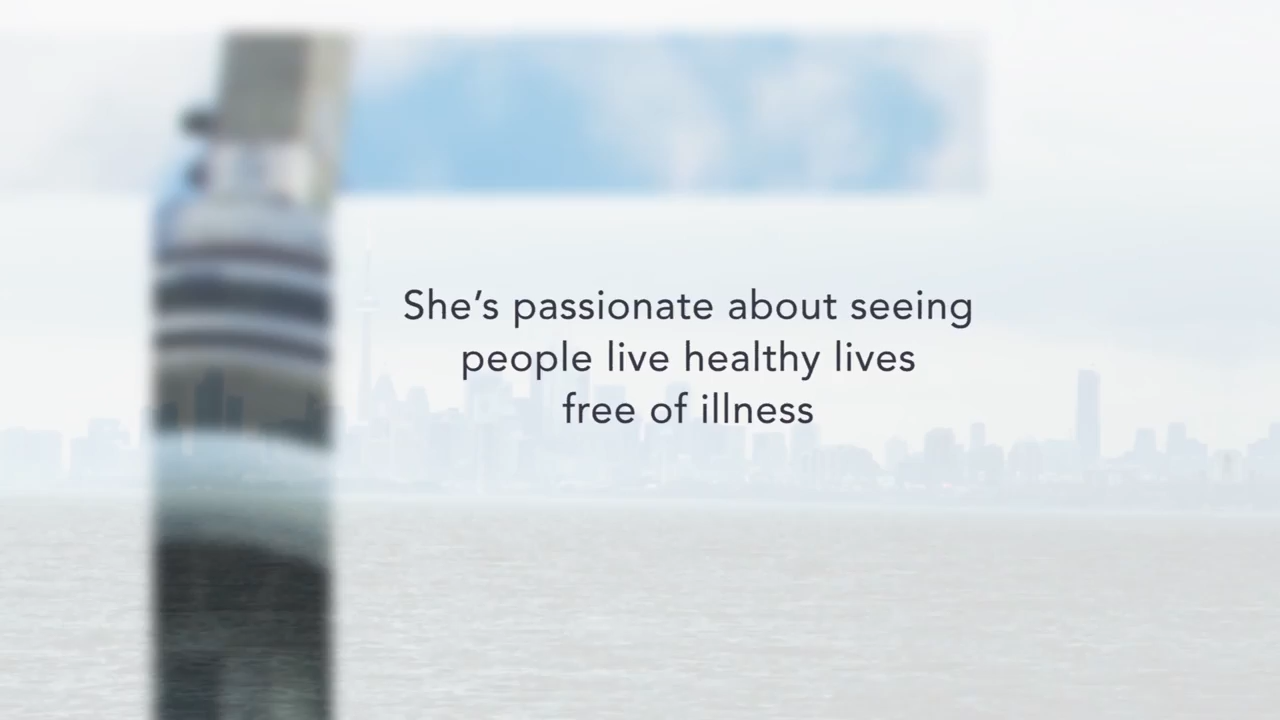 She’s passionate about seeing
people live healthy lives
free of illness